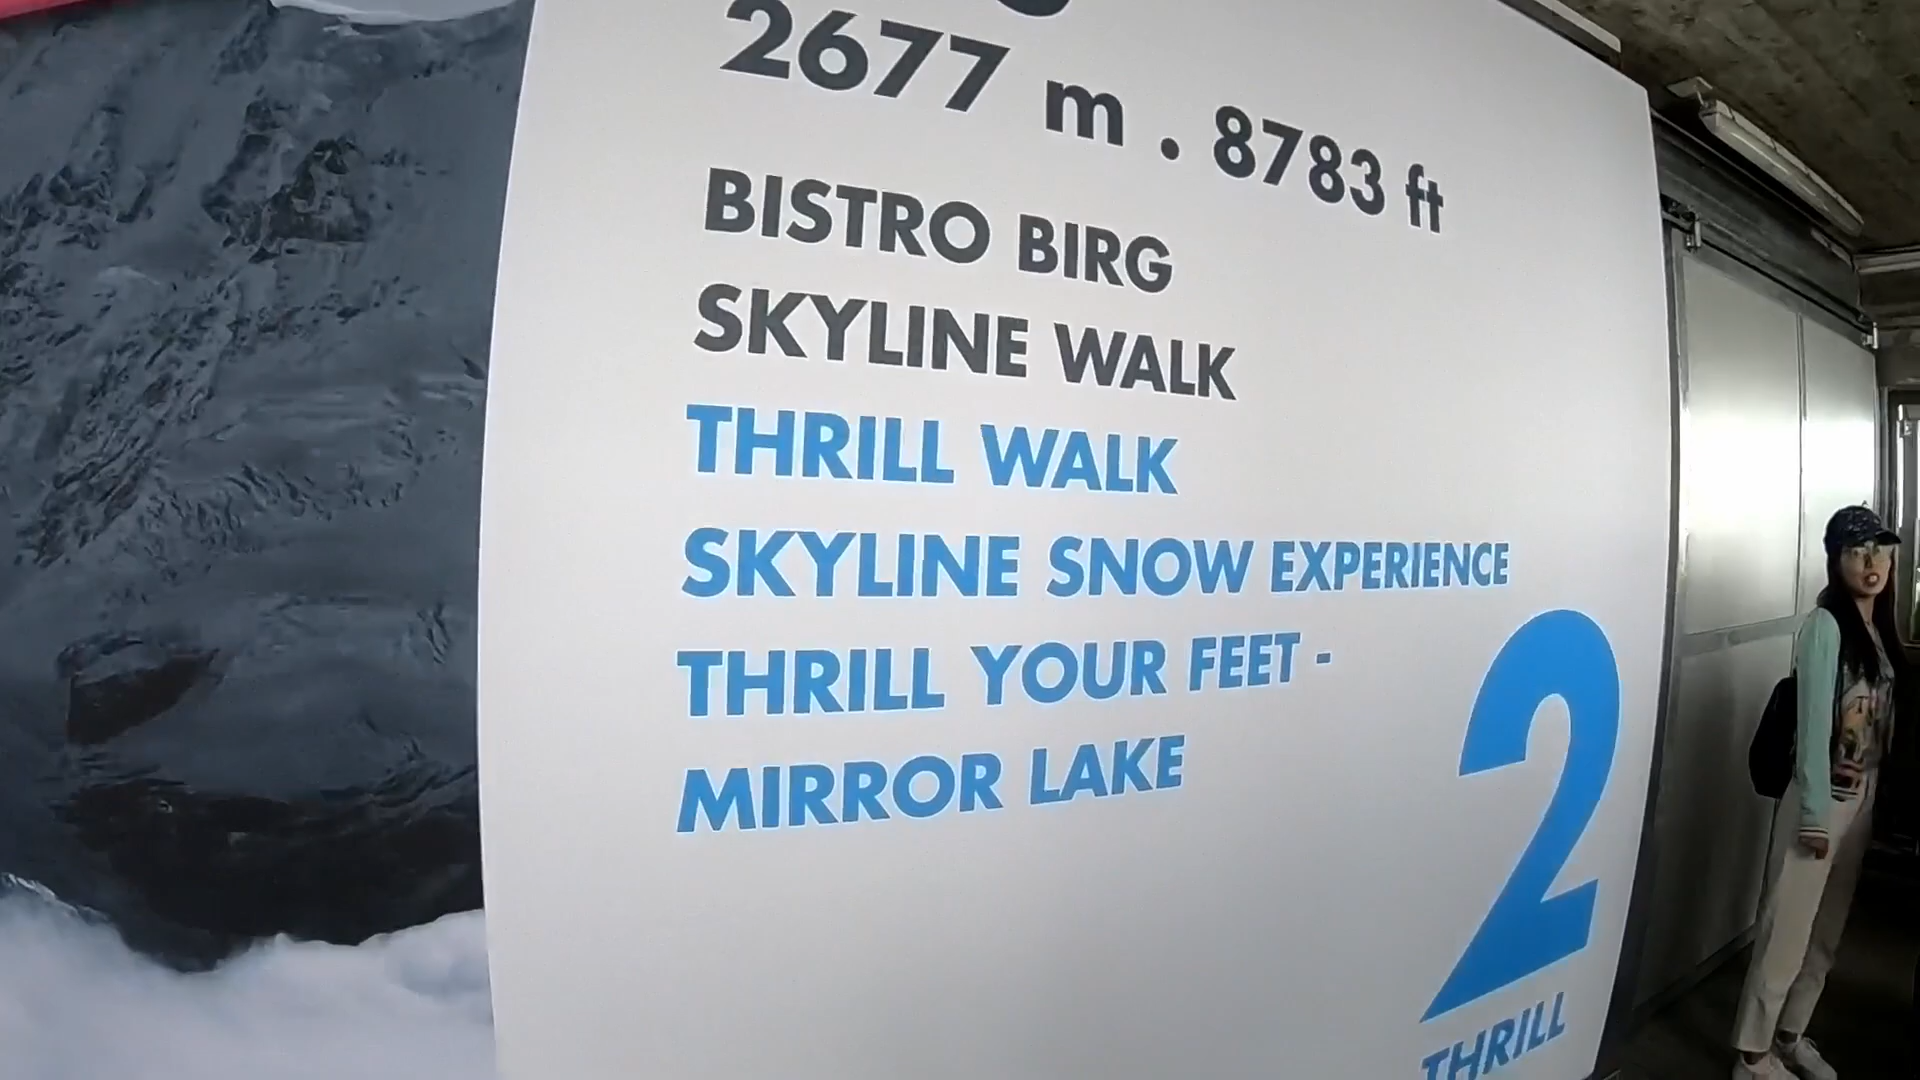 2677 m . 8783 ft
BISTRO BIRG
SKYLINE WALK
THRILL WALK
SKYLINE SNOW EXPERIENCE
THRILL YOUR FEET -
MIRROR LAKE
2
THRILL